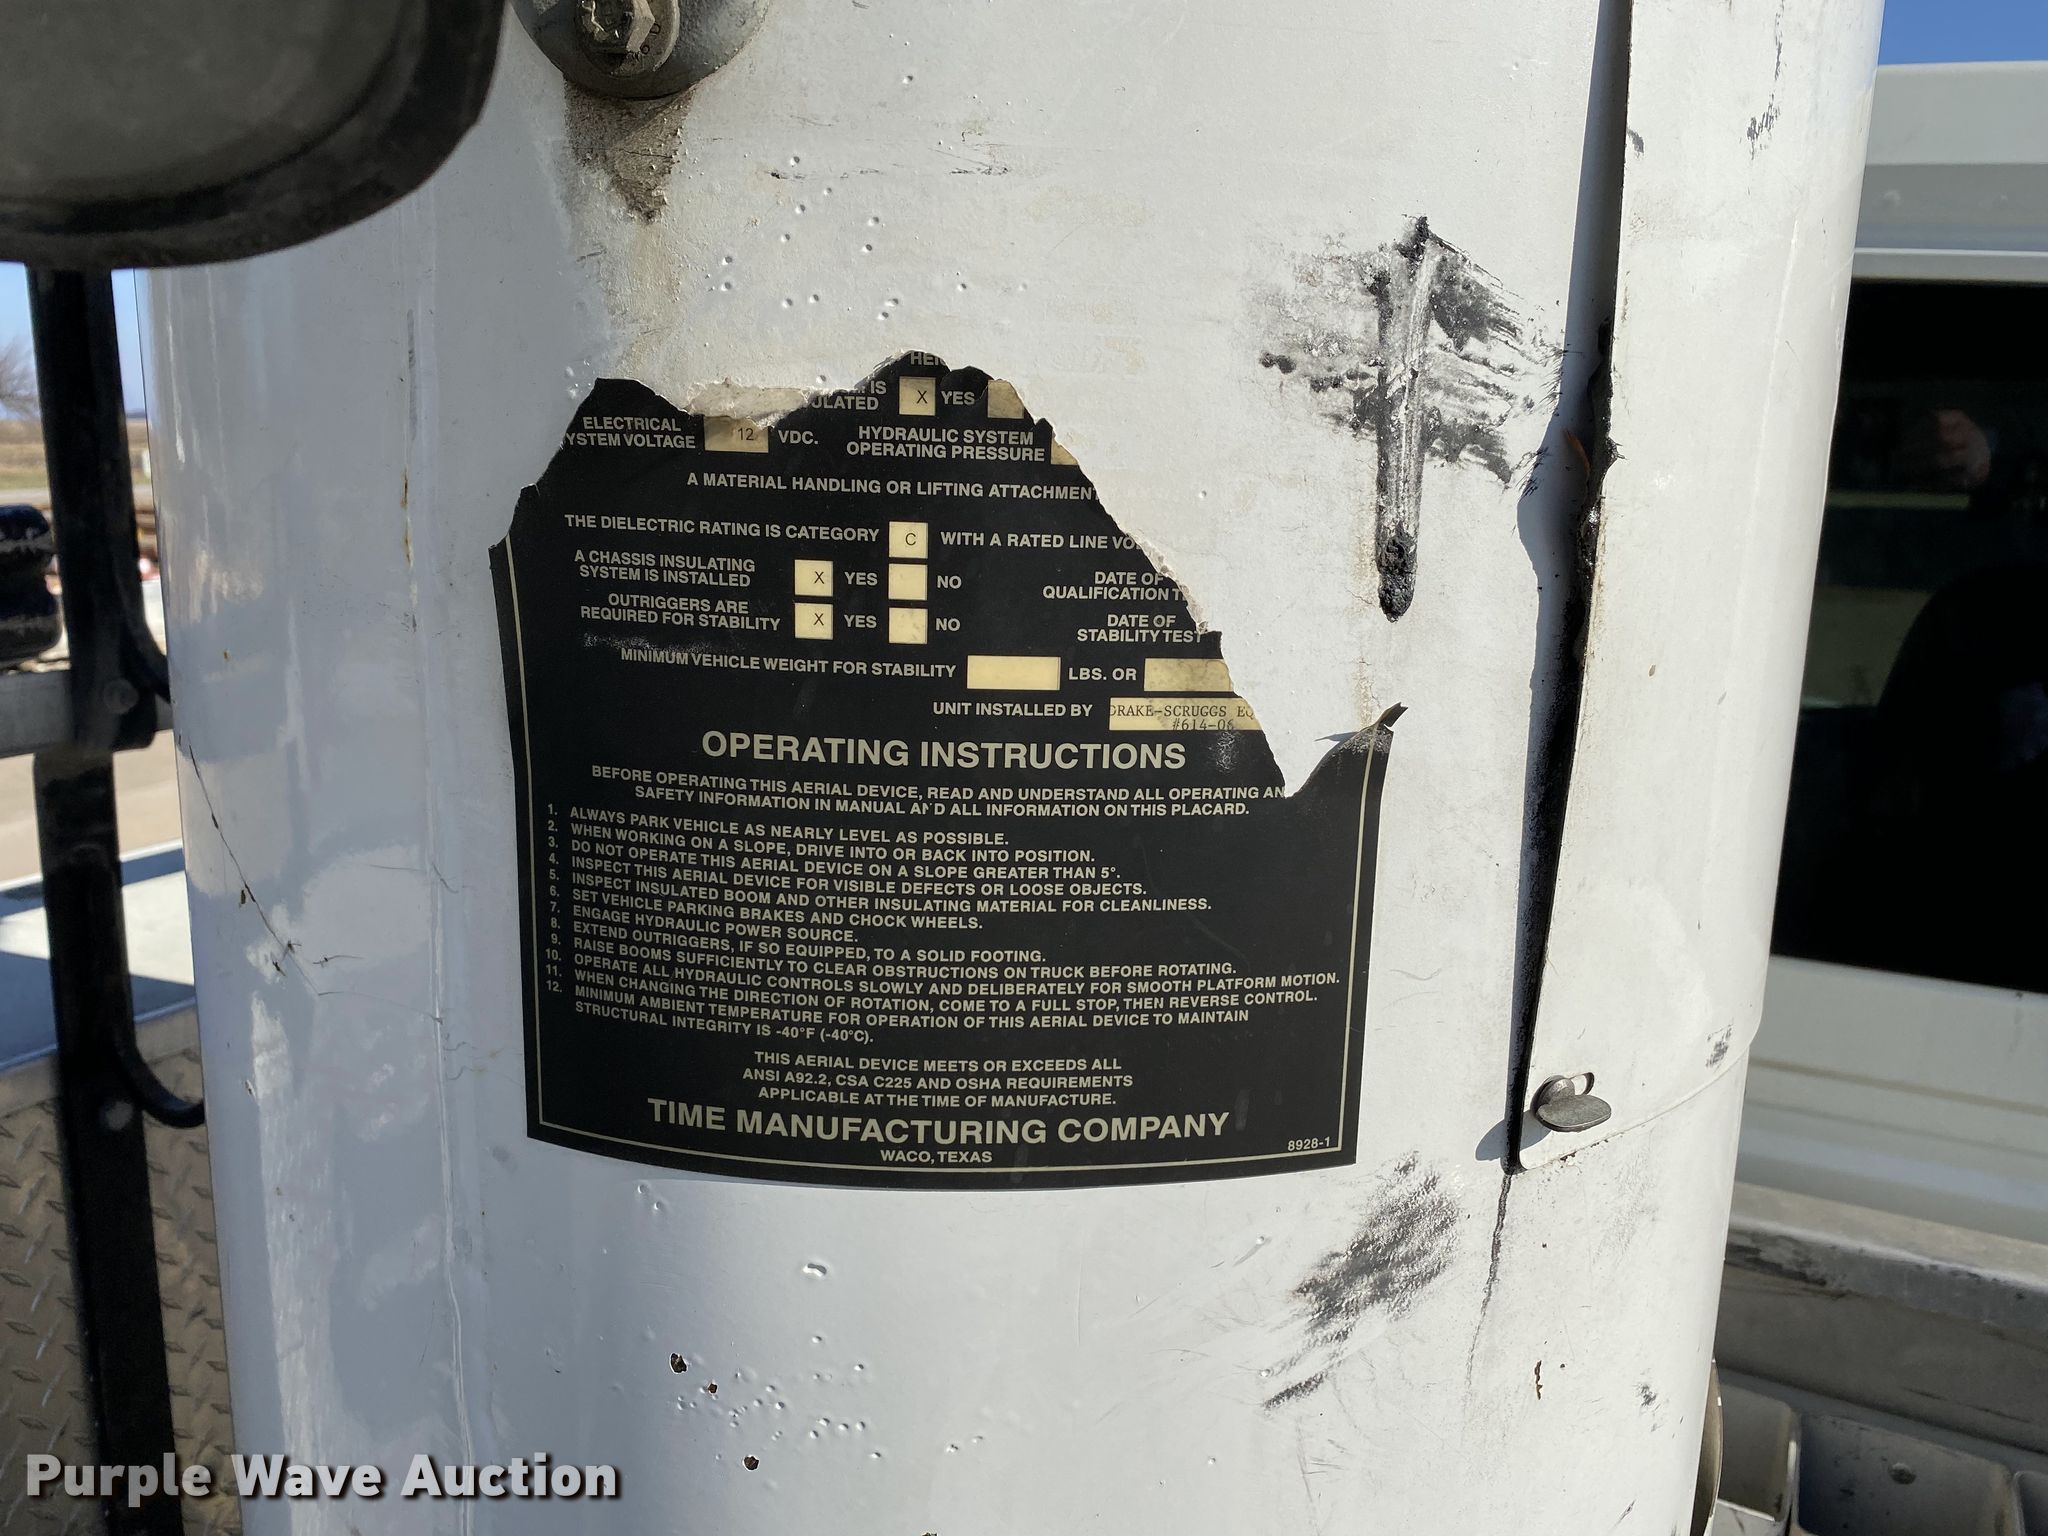 IS
ULATED X YES
ELECTRICAL
SYSTEM VOLTAGE 12 VDC. HYDRAULIC SYSTEM
OPERATING PRESSURE
A MATERIAL HANDLING OR LIFTING ATTACHMENT
THE DIELECTRIC RATING IS CATEGORY C WITH A RATED LINE VO
A CHASSIS INSULATING
SYSTEM IS INSTALLED X YES NO
DATE OF
QUALIFICATION T
OUTRIGGERS ARE
REQUIRED FOR STABILITY X YES NO
DATE OF
STABILITY TEST
MINIMUM VEHICLE WEIGHT FOR STABILITY LBS. OR
UNIT INSTALLED BY DRAKE-SCRUGGS EQ
#614-06
OPERATING INSTRUCTIONS
BEFORE OPERATING THIS AERIAL DEVICE, READ AND UNDERSTAND ALL OPERATING AN
SAFETY INFORMATION IN MANUAL AND ALL INFORMATION ON THIS PLACARD.
1. ALWAYS PARK VEHICLE AS NEARLY LEVEL AS POSSIBLE.
2. WHEN WORKING ON A SLOPE, DRIVE INTO OR BACK INTO POSITION.
3. DO NOT OPERATE THIS AERIAL DEVICE ON A SLOPE GREATER THAN 5°.
4. INSPECT THIS AERIAL DEVICE FOR VISIBLE DEFECTS OR LOOSE OBJECTS.
5. INSPECT INSULATED BOOM AND OTHER INSULATING MATERIAL FOR CLEANLINESS.
6. SET VEHICLE PARKING BRAKES AND CHOCK WHEELS.
7. ENGAGE HYDRAULIC POWER SOURCE.
8. EXTEND OUTRIGGERS, IF SO EQUIPPED, TO A SOLID FOOTING.
9. RAISE BOOMS SUFFICIENTLY TO CLEAR OBSTRUCTIONS ON TRUCK BEFORE ROTATING.
10. OPERATE ALL HYDRAULIC CONTROLS SLOWLY AND DELIBERATELY FOR SMOOTH PLATFORM MOTION.
11. WHEN CHANGING THE DIRECTION OF ROTATION, COME TO A FULL STOP, THEN REVERSE CONTROL.
12. MINIMUM AMBIENT TEMPERATURE FOR OPERATION OF THIS AERIAL DEVICE TO MAINTAIN
STRUCTURAL INTEGRITY IS -40°F (-40°C).
THIS AERIAL DEVICE MEETS OR EXCEEDS ALL
ANSI A92.2, CSA C225 AND OSHA REQUIREMENTS
APPLICABLE AT THE TIME OF MANUFACTURE.
TIME MANUFACTURING COMPANY
WACO, TEXAS
8928-1
Purple Wave Auction